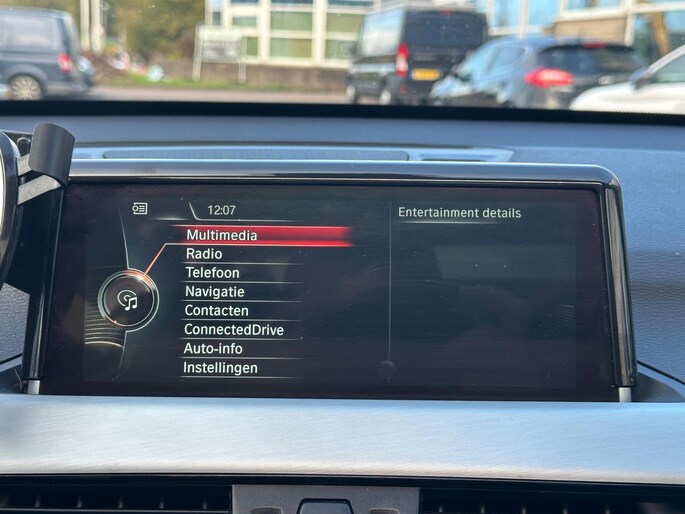 12:07
Entertainment details
Multimedia
Radio
Telefoon
Navigatie
Contacten
ConnectedDrive
Auto-info
Instellingen